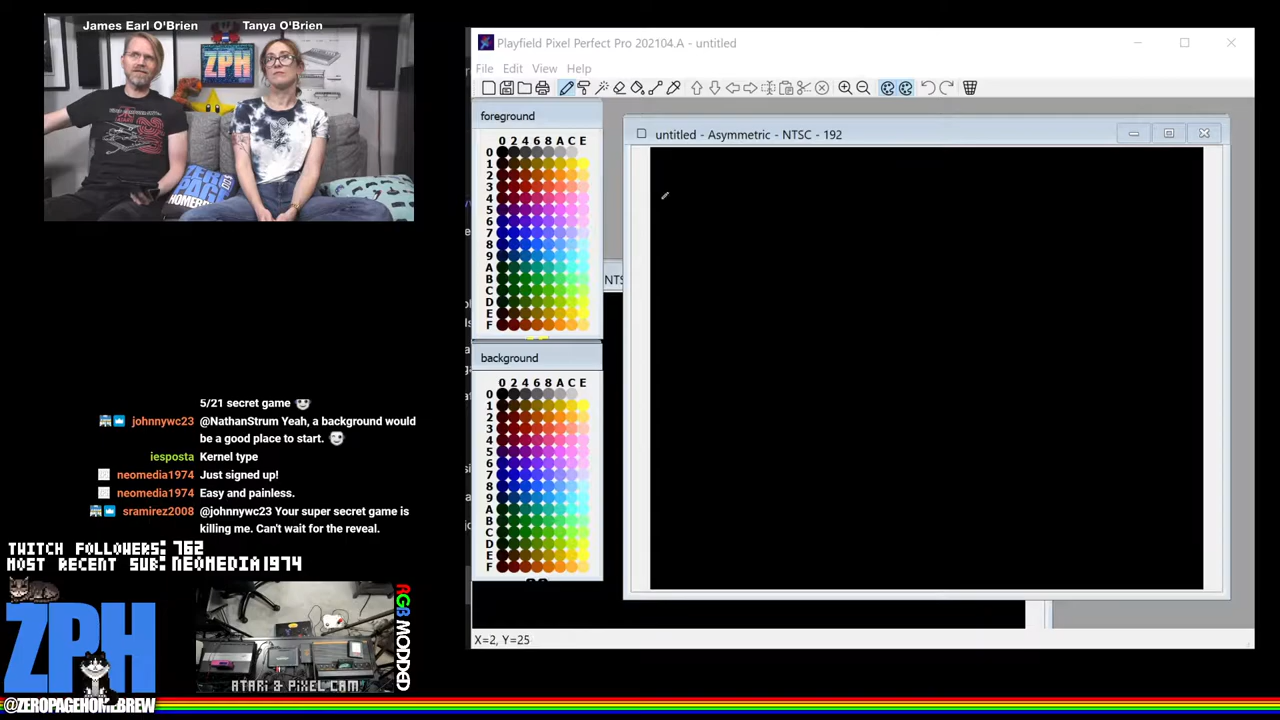 James Earl O'Brien
Tanya O'Brien
ZPH
ZERO
PAGE
HOMEBREW
5/21 secret game
johnnywc23 @NathanStrum Yeah, a background would
be a good place to start.
iesposta Kernel type
neomedia1974 Just signed up!
neomedia1974 Easy and painless.
sramirez2008 @johnnywc23 Your super secret game is
killing me. Can't wait for the reveal.
TWITCH FOLLOWERS: 762
MOST RECENT SUB: NEOMEDIA1974
ZPH
RGB MODDED
ATARI & PIXEL CAM
@ZEROPAGEHOMEBREW
Playfield Pixel Perfect Pro 202104.A - untitled
File Edit View Help
foreground
0 2 4 6 8 A C E
0
1
2
3
4
5
6
7
8
9
A
B
C
D
E
F
background
0 2 4 6 8 A C E
0
1
2
3
4
5
6
7
8
9
A
B
C
D
E
F
untitled - Asymmetric - NTSC - 192
NTS
X=2, Y=25